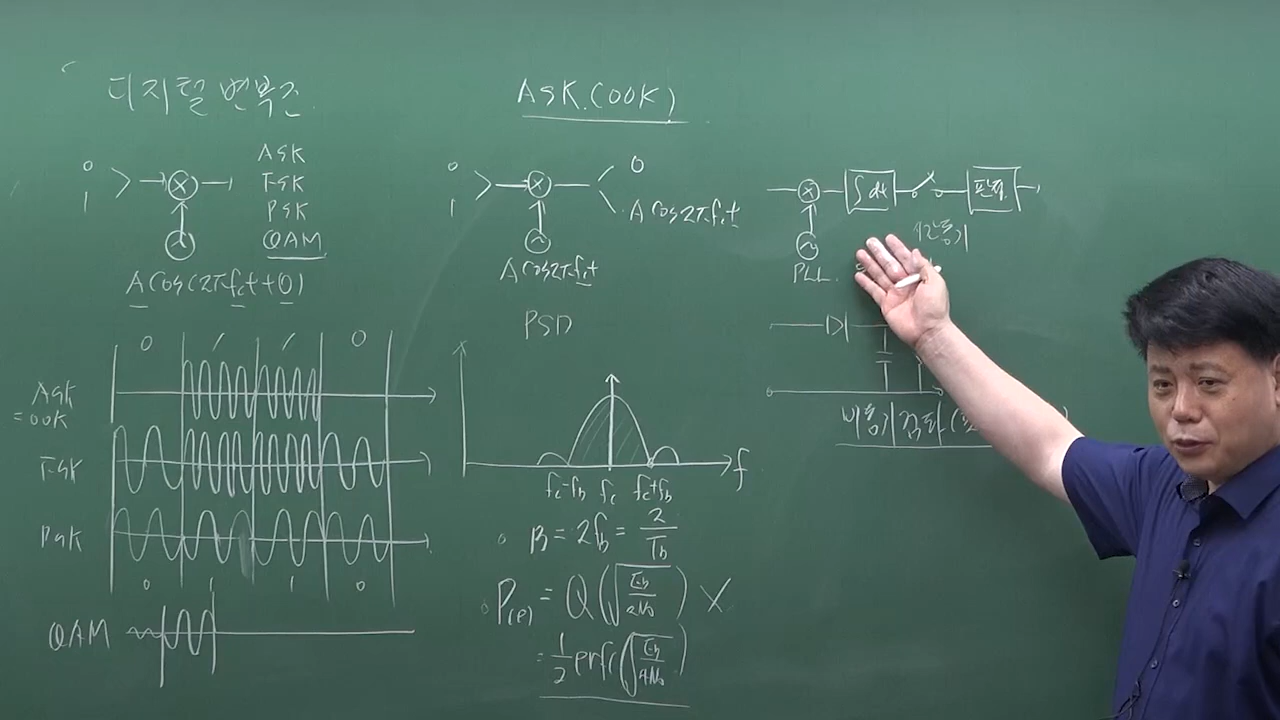 디지털 변복조
0
1
ASK
FSK
PSK
QAM
A cos(2πfct+θ)
ASK =OOK
0 1 1 0
FSK
PSK
0 1 1 0
QAM
ASK(OOK)
0
1
0
A cos2πfct
A cos2πfct
PSD
f
fc-fb fc fc+fb
B = 2fb = 2/Tb
P(e) = Q(√(Eb/2N0)) X
= 1/2 erfc(√(Eb/4N0))
∫dt
판정
PLL
비동기검파